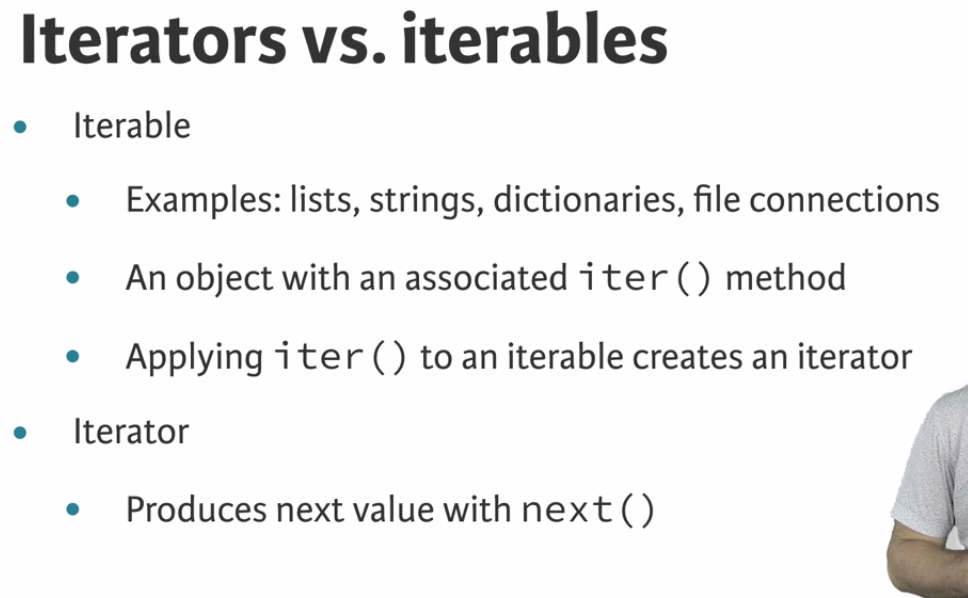 Iterators vs. iterables
• Iterable
• Examples: lists, strings, dictionaries, file connections
• An object with an associated iter() method
• Applying iter() to an iterable creates an iterator
• Iterator
• Produces next value with next()